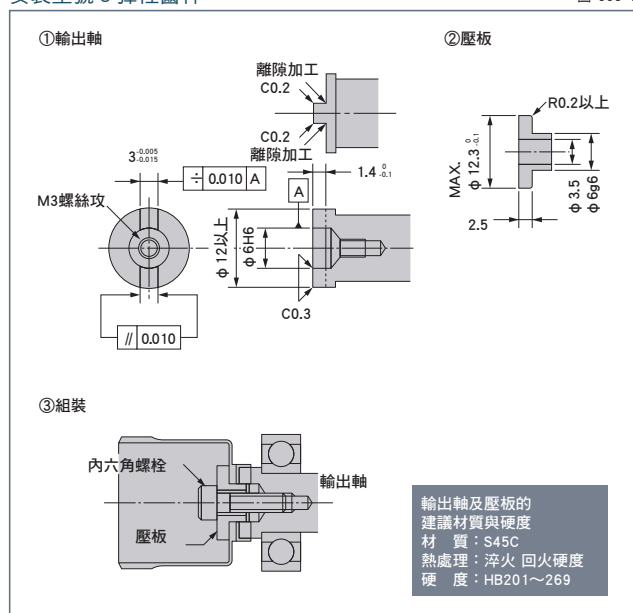 ①輸出軸
②壓板
離隙加工
C0.2
C0.2
離隙加工
R0.2以上
3 -0.005 -0.015
÷ 0.010 A
1.4 0 -0.1
A
MAX.
φ 12.3 0 -0.1
φ 3.5
φ 6g6
2.5
M3螺絲攻
φ 12以上
φ 6H6
C0.3
// 0.010
③組裝
內六角螺栓
輸出軸
壓板
輸出軸及壓板的
建議材質與硬度
材 質：S45C
熱處理：淬火 回火硬度
硬 度：HB201～269